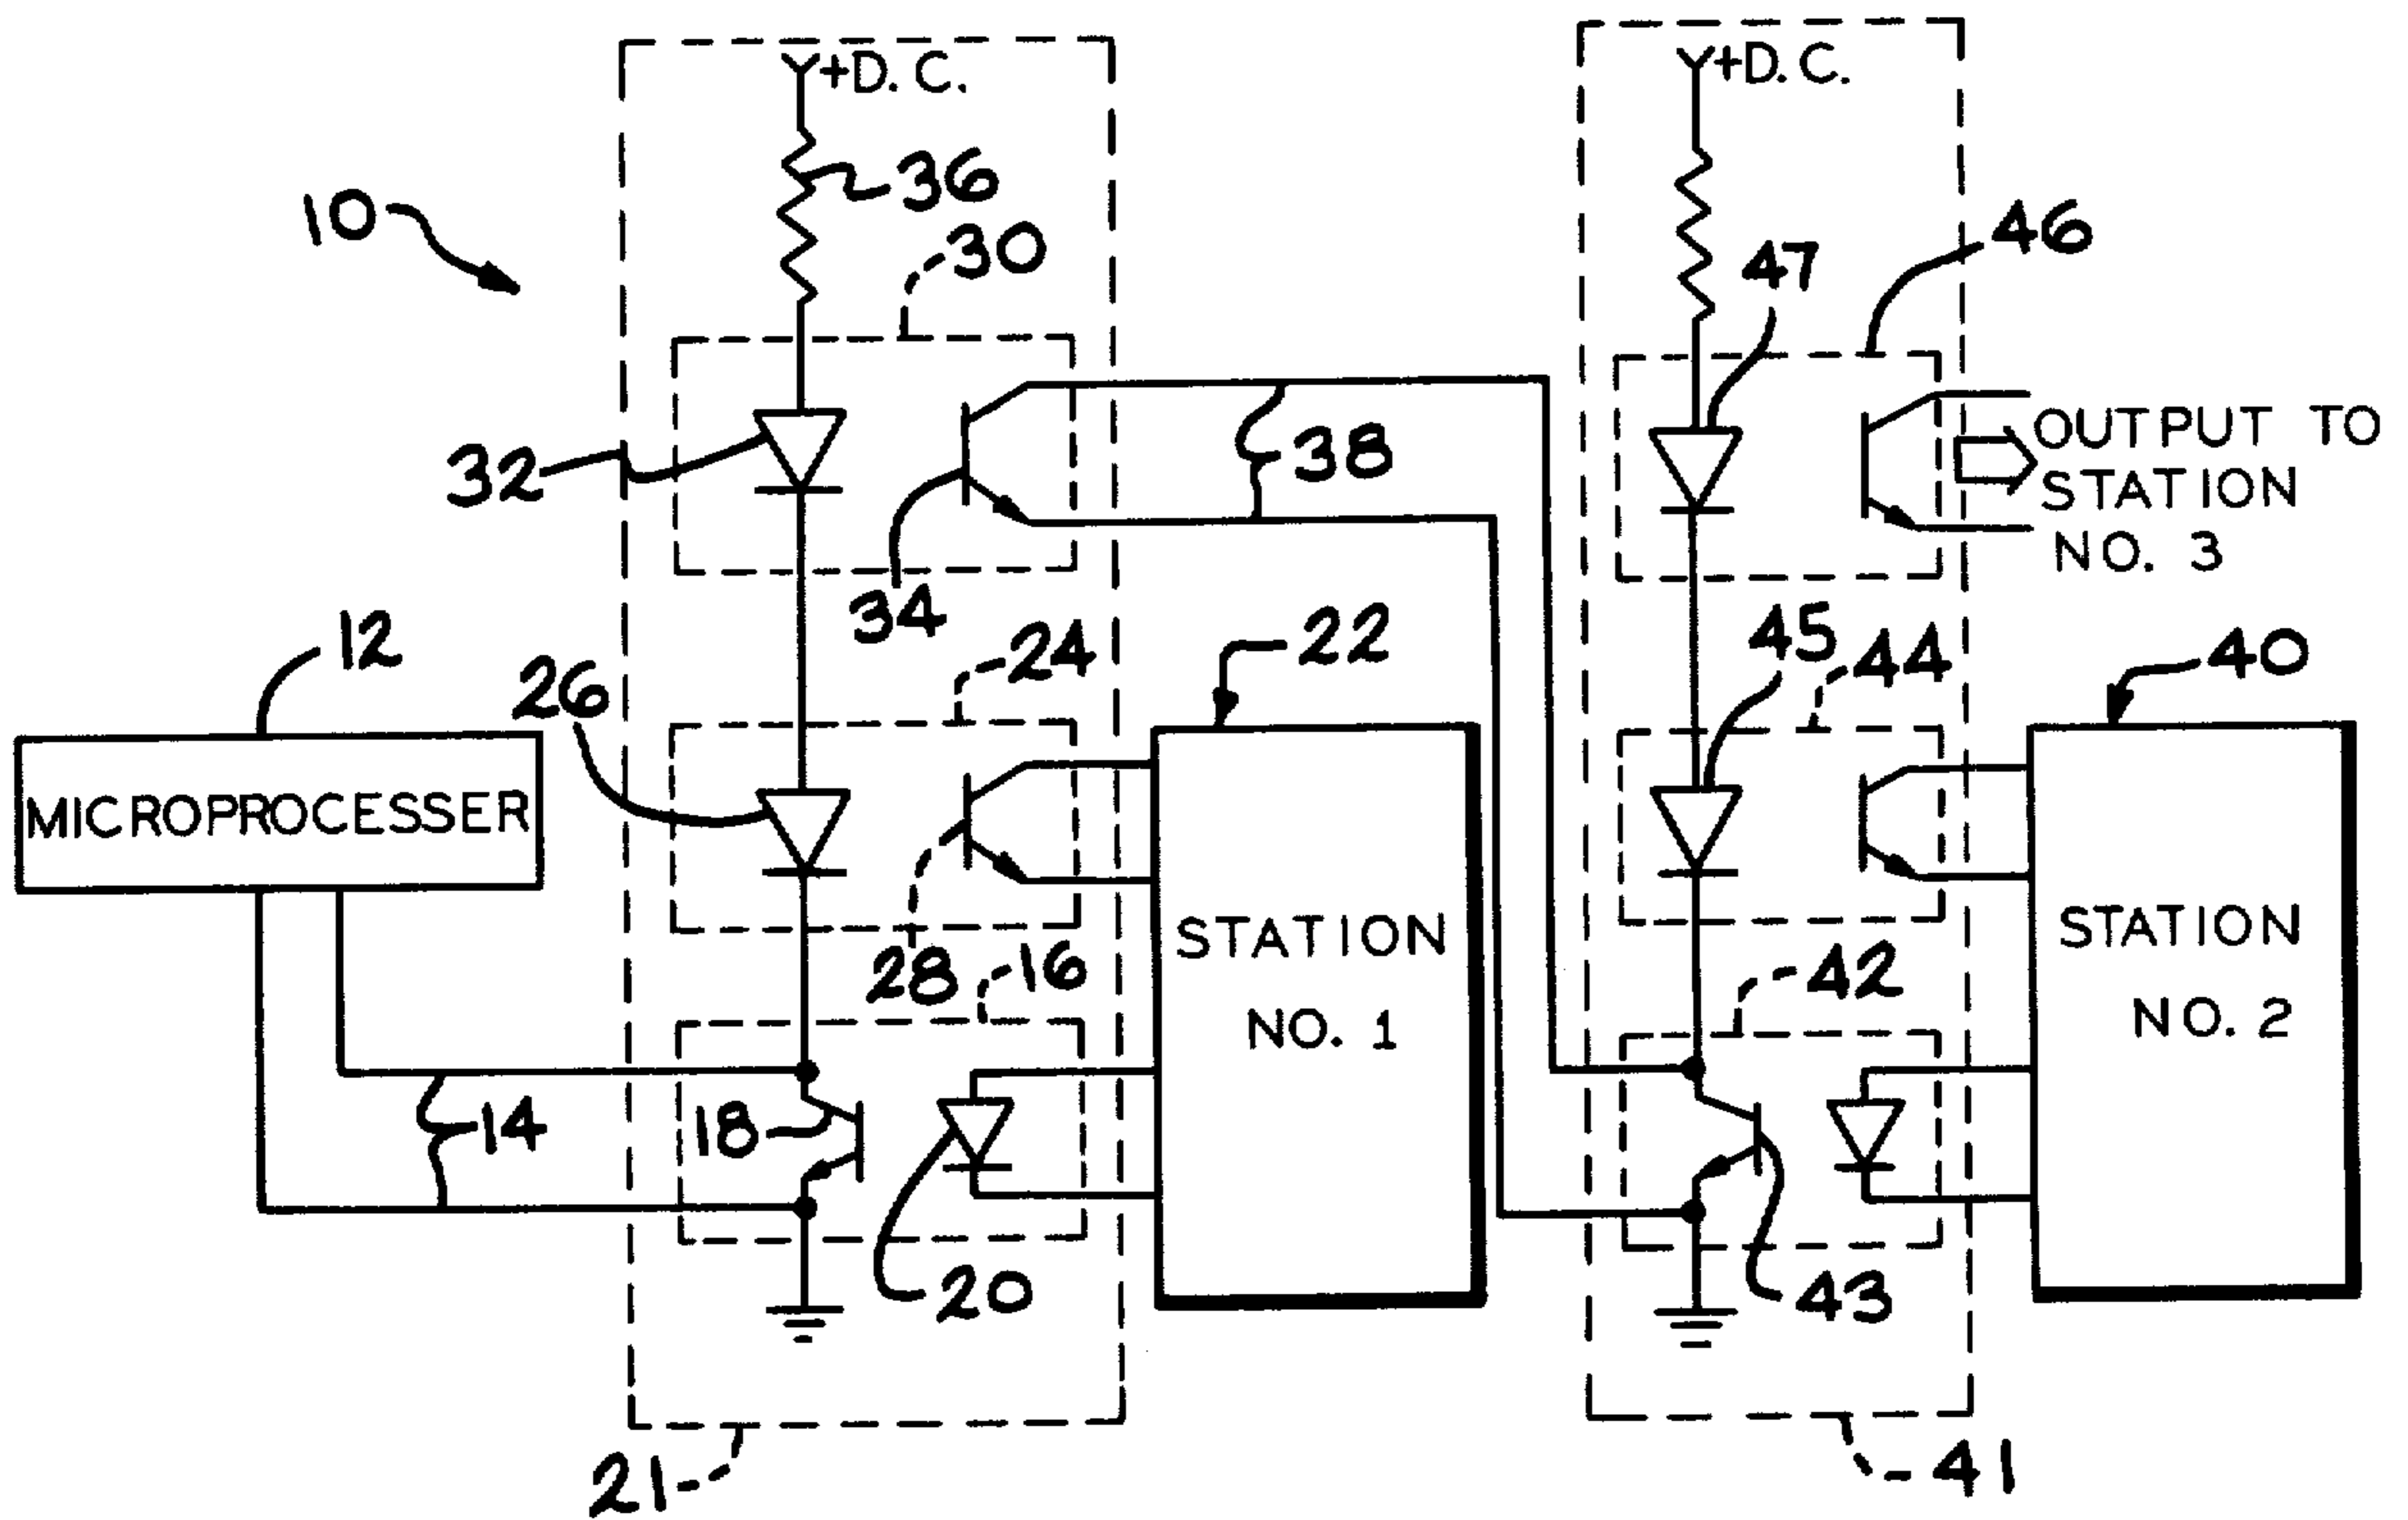 +D.C.
+D.C.
36
10
30
46
47
OUTPUT TO
STATION
NO. 3
32
38
34
12
26
24
22
45
44
40
MICROPROCESSER
STATION
NO. 1
STATION
NO. 2
28
16
42
18
14
20
43
21
41